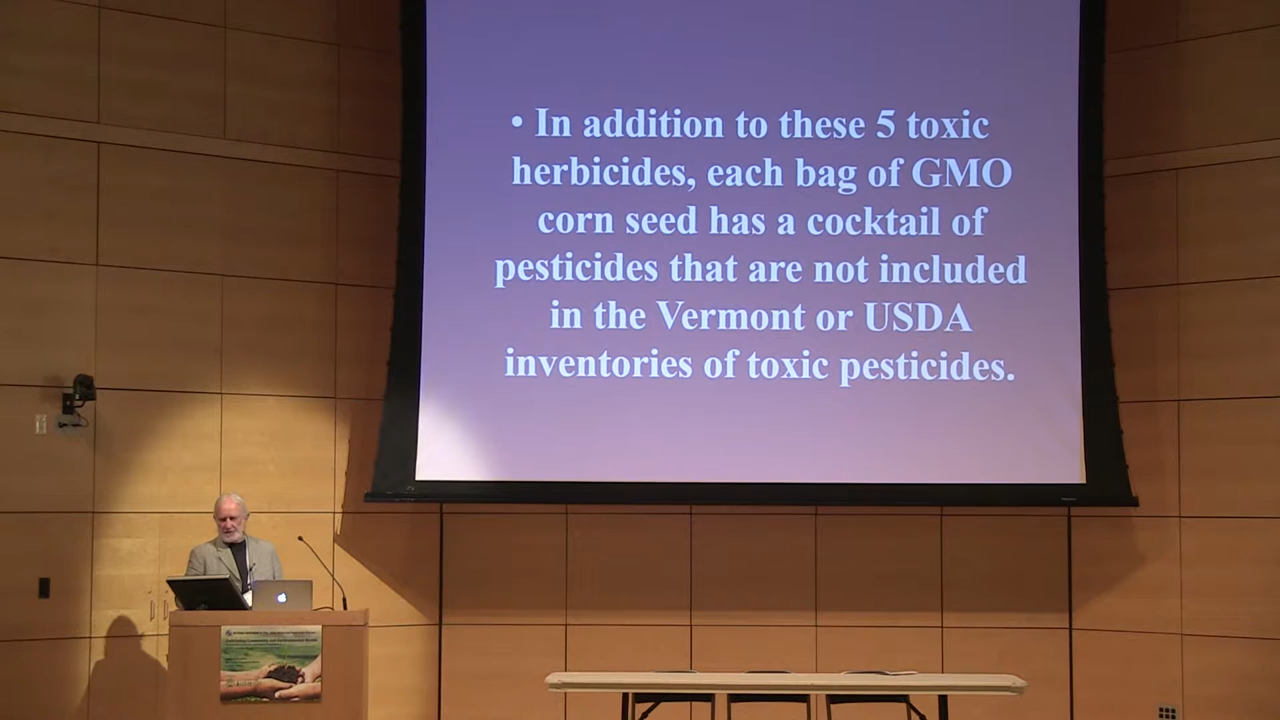 • In addition to these 5 toxic
herbicides, each bag of GMO
corn seed has a cocktail of
pesticides that are not included
in the Vermont or USDA
inventories of toxic pesticides.